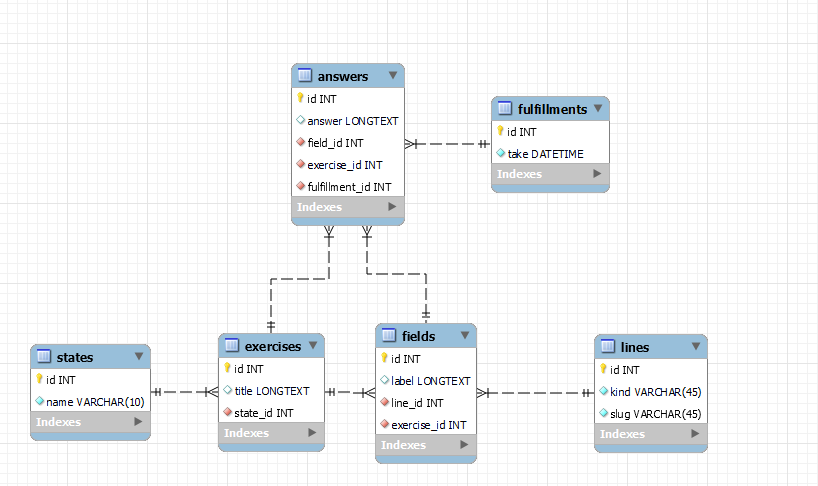 answers
id INT
answer LONGTEXT
field_id INT
exercise_id INT
fulfillment_id INT
Indexes
fulfillments
id INT
take DATETIME
Indexes
states
id INT
name VARCHAR(10)
Indexes
exercises
id INT
title LONGTEXT
state_id INT
Indexes
fields
id INT
label LONGTEXT
line_id INT
exercise_id INT
Indexes
lines
id INT
kind VARCHAR(45)
slug VARCHAR(45)
Indexes